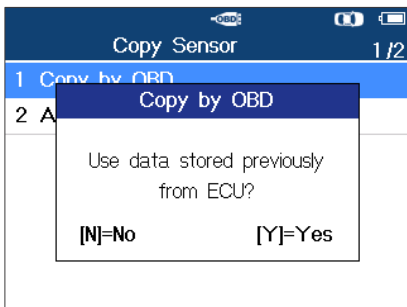 OBD
Copy Sensor
1/2
1 Copy by OBD
2 A
Copy by OBD
Use data stored previously
from ECU?
[N]=No [Y]=Yes